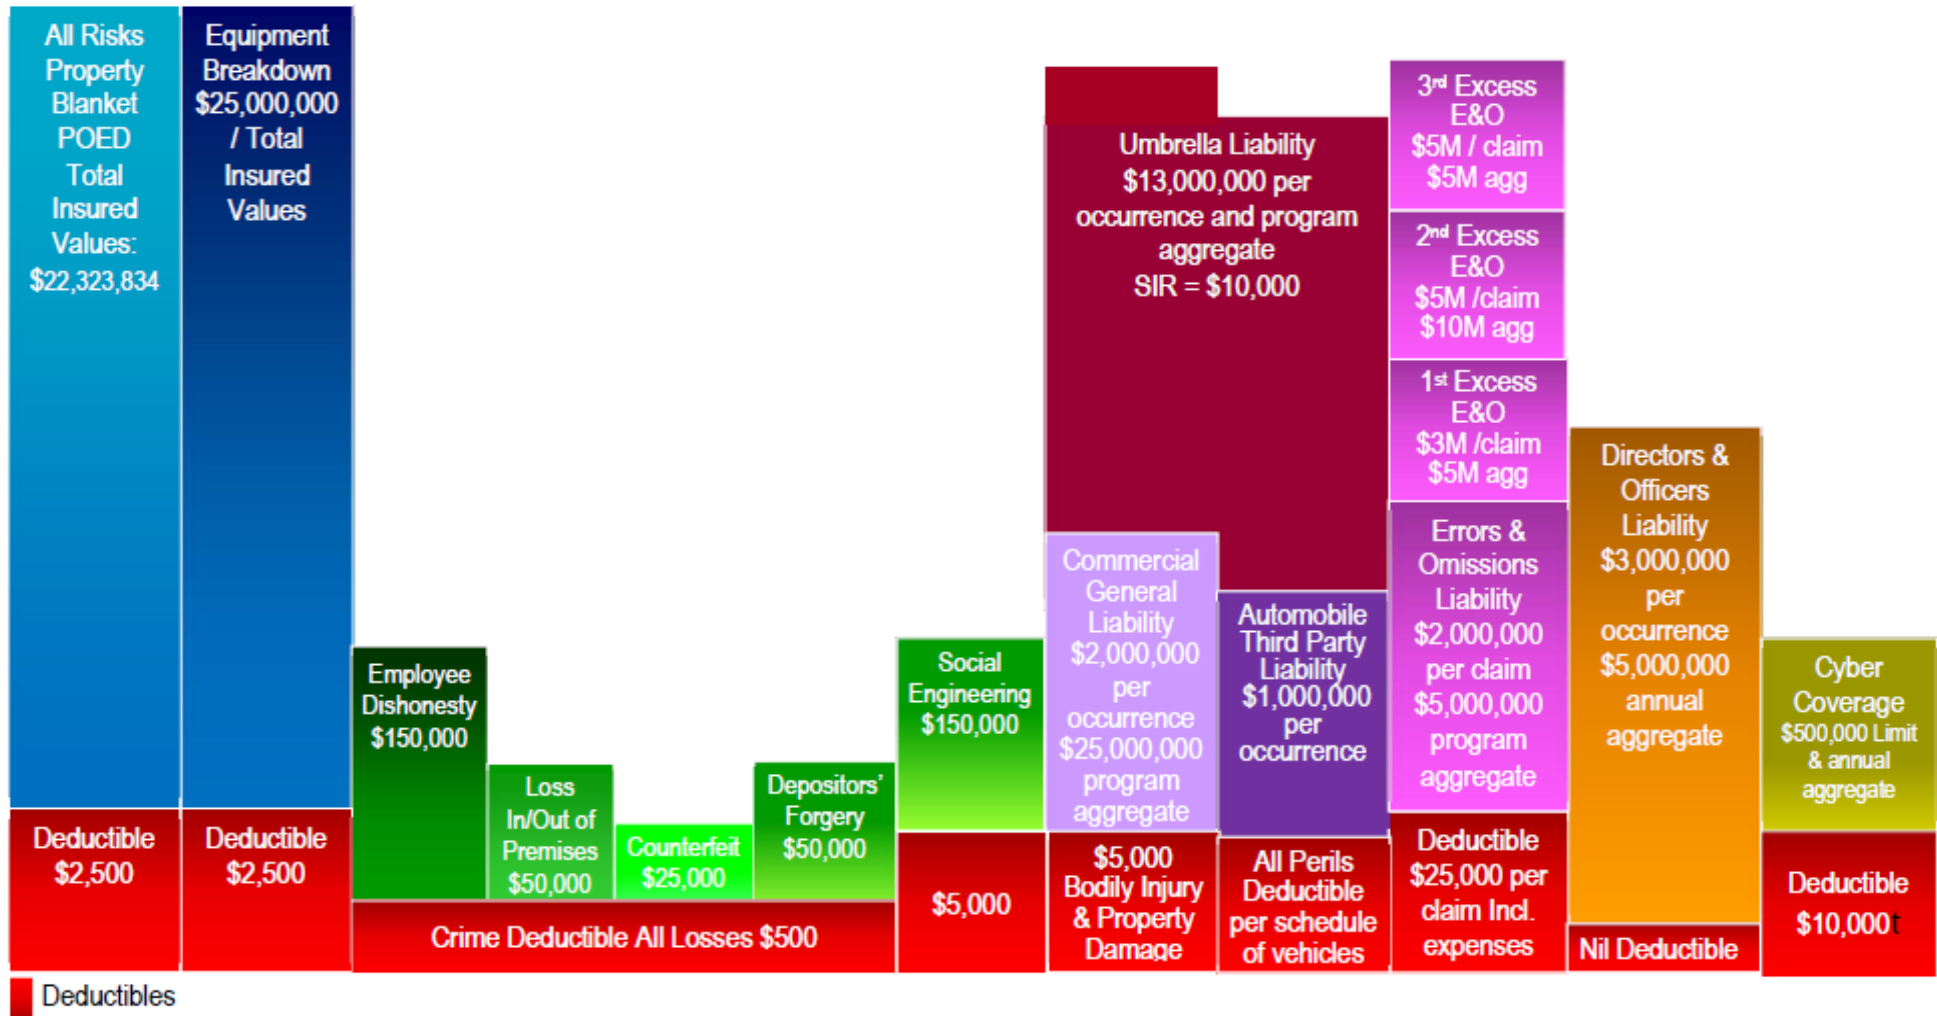 All Risks
Property
Blanket
POED
Total
Insured
Values:
$22,323,834
Deductible
$2,500
Equipment
Breakdown
$25,000,000
/ Total
Insured
Values
Deductible
$2,500
Employee
Dishonesty
$150,000
Loss
In/Out of
Premises
$50,000
Counterfeit
$25,000
Depositors'
Forgery
$50,000
Crime Deductible All Losses $500
Social
Engineering
$150,000
$5,000
Umbrella Liability
$13,000,000 per
occurrence and program
aggregate
SIR = $10,000
Commercial
General
Liability
$2,000,000
per
occurrence
$25,000,000
program
aggregate
$5,000
Bodily Injury
& Property
Damage
Automobile
Third Party
Liability
$1,000,000
per
occurrence
All Perils
Deductible
per schedule
of vehicles
3rd Excess
E&O
$5M / claim
$5M agg
2nd Excess
E&O
$5M /claim
$10M agg
1st Excess
E&O
$3M /claim
$5M agg
Errors &
Omissions
Liability
$2,000,000
per claim
$5,000,000
program
aggregate
Deductible
$25,000 per
claim Incl.
expenses
Directors &
Officers
Liability
$3,000,000
per
occurrence
$5,000,000
annual
aggregate
Nil Deductible
Cyber
Coverage
$500,000 Limit
& annual
aggregate
Deductible
$10,000t
Deductibles